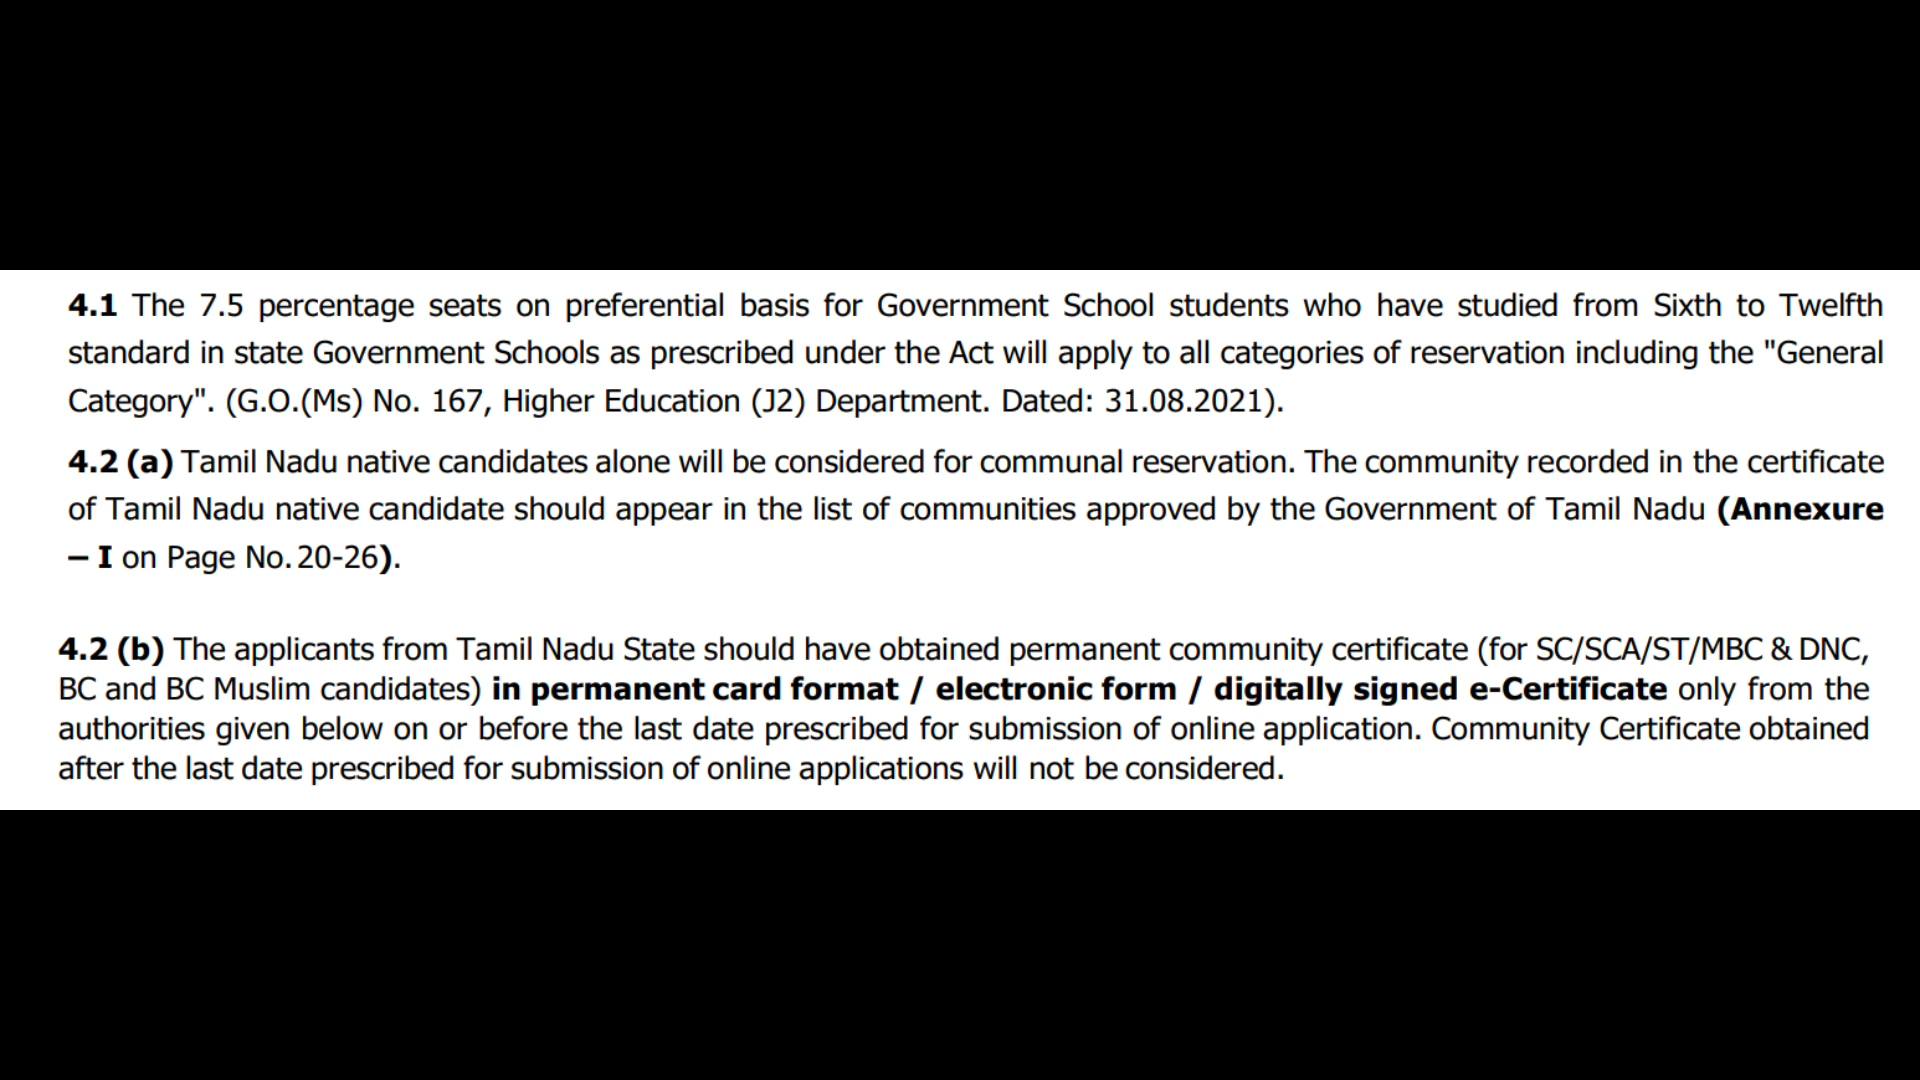 4.1 The 7.5 percentage seats on preferential basis for Government School students who have studied from Sixth to Twelfth
standard in state Government Schools as prescribed under the Act will apply to all categories of reservation including the "General
Category". (G.O.(Ms) No. 167, Higher Education (J2) Department. Dated: 31.08.2021).
4.2 (a) Tamil Nadu native candidates alone will be considered for communal reservation. The community recorded in the certificate
of Tamil Nadu native candidate should appear in the list of communities approved by the Government of Tamil Nadu (Annexure
– I on Page No. 20-26).
4.2 (b) The applicants from Tamil Nadu State should have obtained permanent community certificate (for SC/SCA/ST/MBC & DNC,
BC and BC Muslim candidates) in permanent card format / electronic form / digitally signed e-Certificate only from the
authorities given below on or before the last date prescribed for submission of online application. Community Certificate obtained
after the last date prescribed for submission of online applications will not be considered.